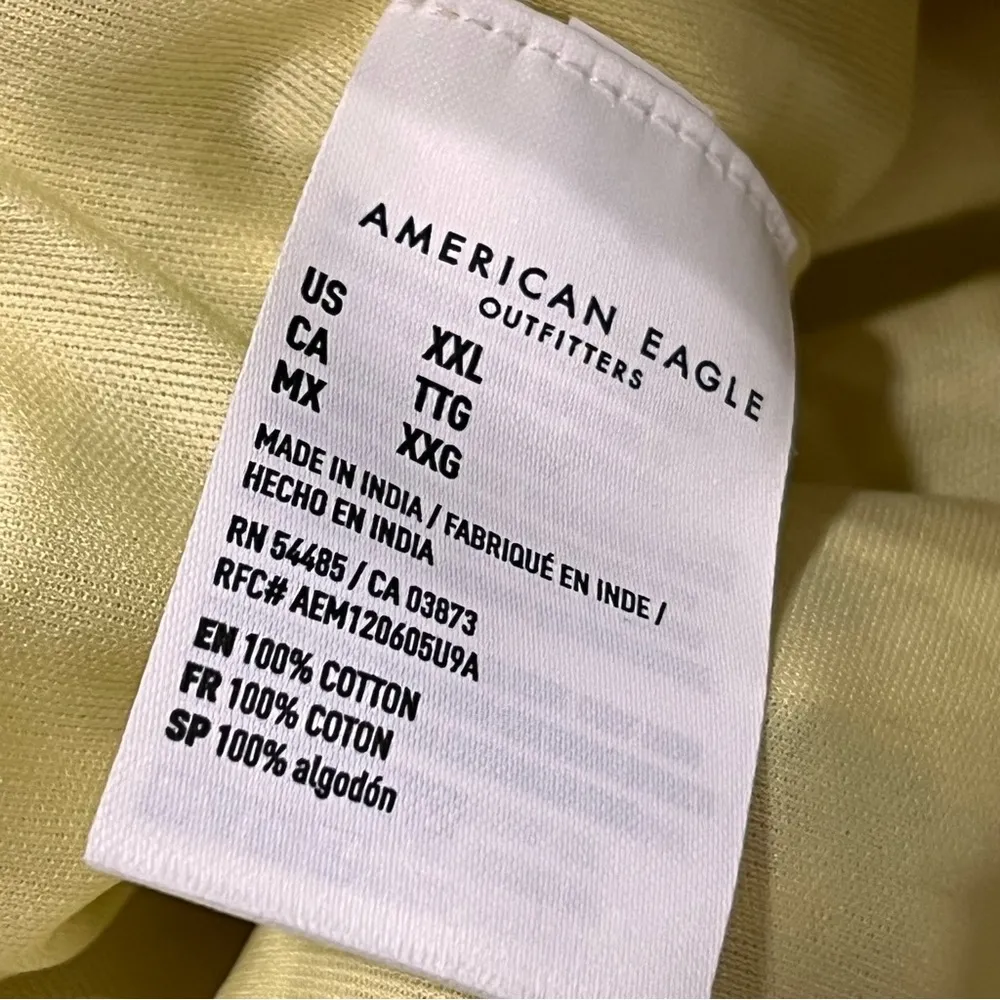 AMERICAN EAGLE
OUTFITTERS
US XXL
CA TTG
MX XXG
MADE IN INDIA / FABRIQUÉ EN INDE /
HECHO EN INDIA
RN 54485 / CA 03873
RFC# AEM120605U9A
EN 100% COTTON
FR 100% COTON
SP 100% algodón